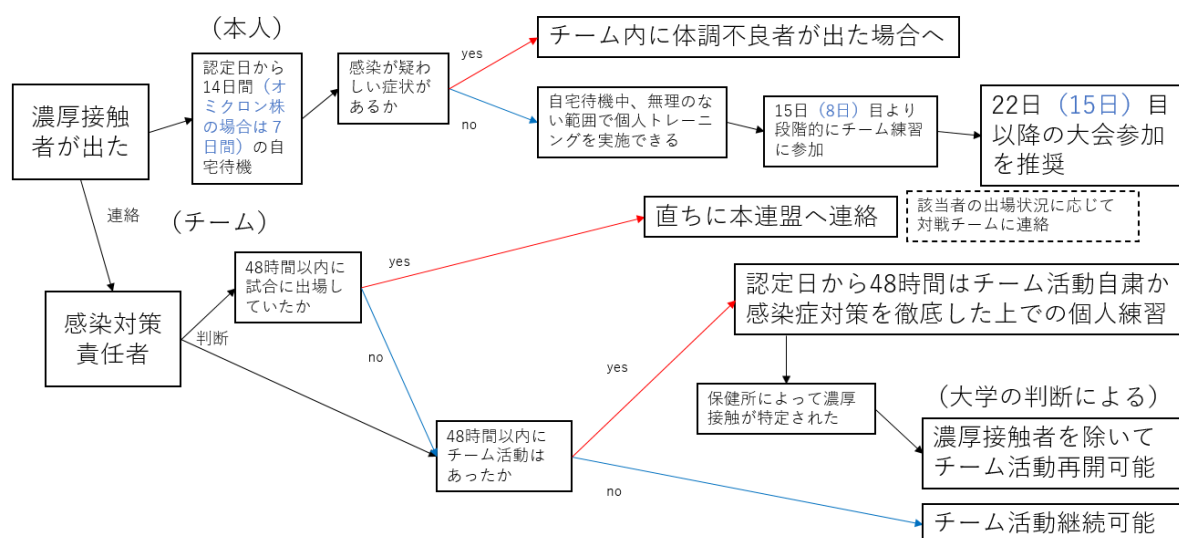 （本人）
濃厚接触
者が出た
認定日から
14日間（オ
ミクロン株
の場合は７
日間）の自
宅待機
感染が疑わ
しい症状が
あるか
yes
チーム内に体調不良者が出た場合へ
no
自宅待機中、無理のない
範囲で個人トレーニ
ングを実施できる
15日（8日）目より
段階的にチーム練習
に参加
22日（15日）目
以降の大会参加
を推奨
連絡
（チーム）
感染対策
責任者
判断
48時間以内に
試合に出場し
ていたか
yes
直ちに本連盟へ連絡
該当者の出場状況に応じて
対戦チームに連絡
no
48時間以内に
チーム活動は
あったか
yes
認定日から48時間はチーム活動自粛か
感染症対策を徹底した上での個人練習
保健所によって濃厚
接触が特定された
（大学の判断による）
濃厚接触者を除いて
チーム活動再開可能
no
チーム活動継続可能